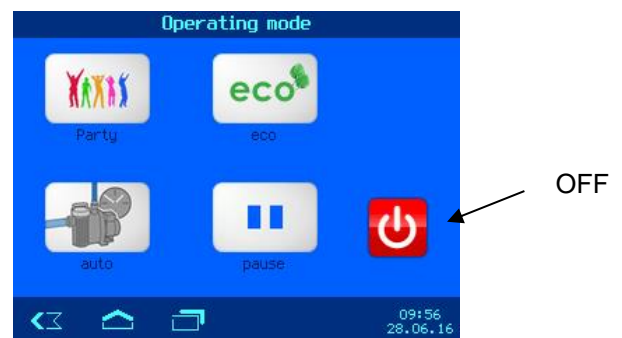 Operating mode
eco
Party
eco
OFF
auto
pause
09:56
28.06.16